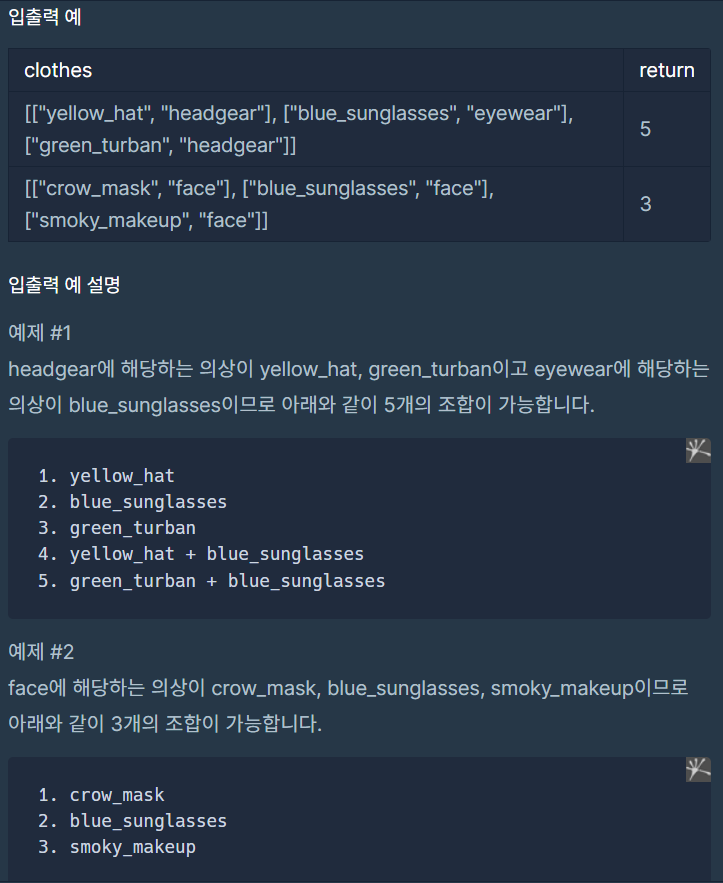 입출력 예
clothes return
[["yellow_hat", "headgear"], ["blue_sunglasses", "eyewear"],
["green_turban", "headgear"]] 5
[["crow_mask", "face"], ["blue_sunglasses", "face"],
["smoky_makeup", "face"]] 3
입출력 예 설명
예제 #1
headgear에 해당하는 의상이 yellow_hat, green_turban이고 eyewear에 해당하는
의상이 blue_sunglasses이므로 아래와 같이 5개의 조합이 가능합니다.
1. yellow_hat
2. blue_sunglasses
3. green_turban
4. yellow_hat + blue_sunglasses
5. green_turban + blue_sunglasses
예제 #2
face에 해당하는 의상이 crow_mask, blue_sunglasses, smoky_makeup이므로
아래와 같이 3개의 조합이 가능합니다.
1. crow_mask
2. blue_sunglasses
3. smoky_makeup